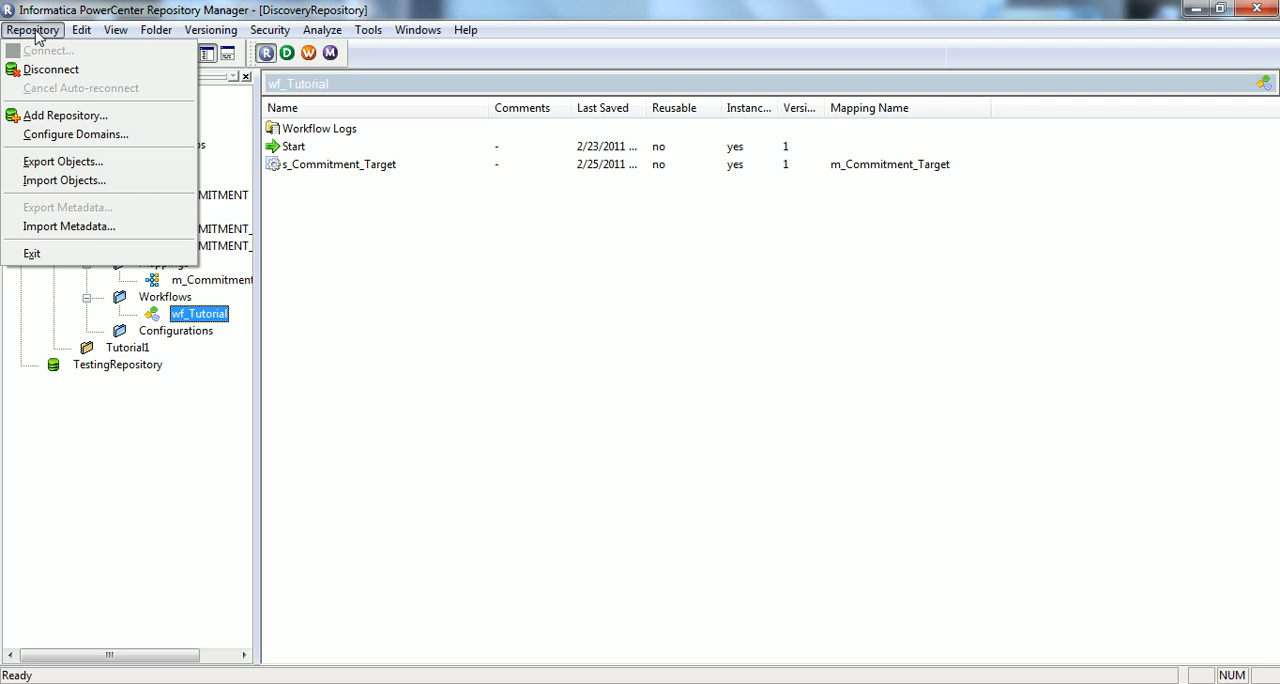 Informatica PowerCenter Repository Manager - [DiscoveryRepository]
Repository Edit View Folder Versioning Security Analyze Tools Windows Help
Connect...
Disconnect
Cancel Auto-reconnect
Add Repository...
Configure Domains...
Export Objects...
Import Objects...
Export Metadata...
Import Metadata...
Exit
R D W M
MITMENT
MITMENT_
MITMENT_
m_Commitment
Workflows
wf_Tutorial
Configurations
Tutorial1
TestingRepository
wf_Tutorial
Name Comments Last Saved Reusable Instanc... Versi... Mapping Name
Workflow Logs
Start - 2/23/2011 ... no yes 1
s_Commitment_Target - 2/25/2011 ... no yes 1 m_Commitment_Target
Ready NUM